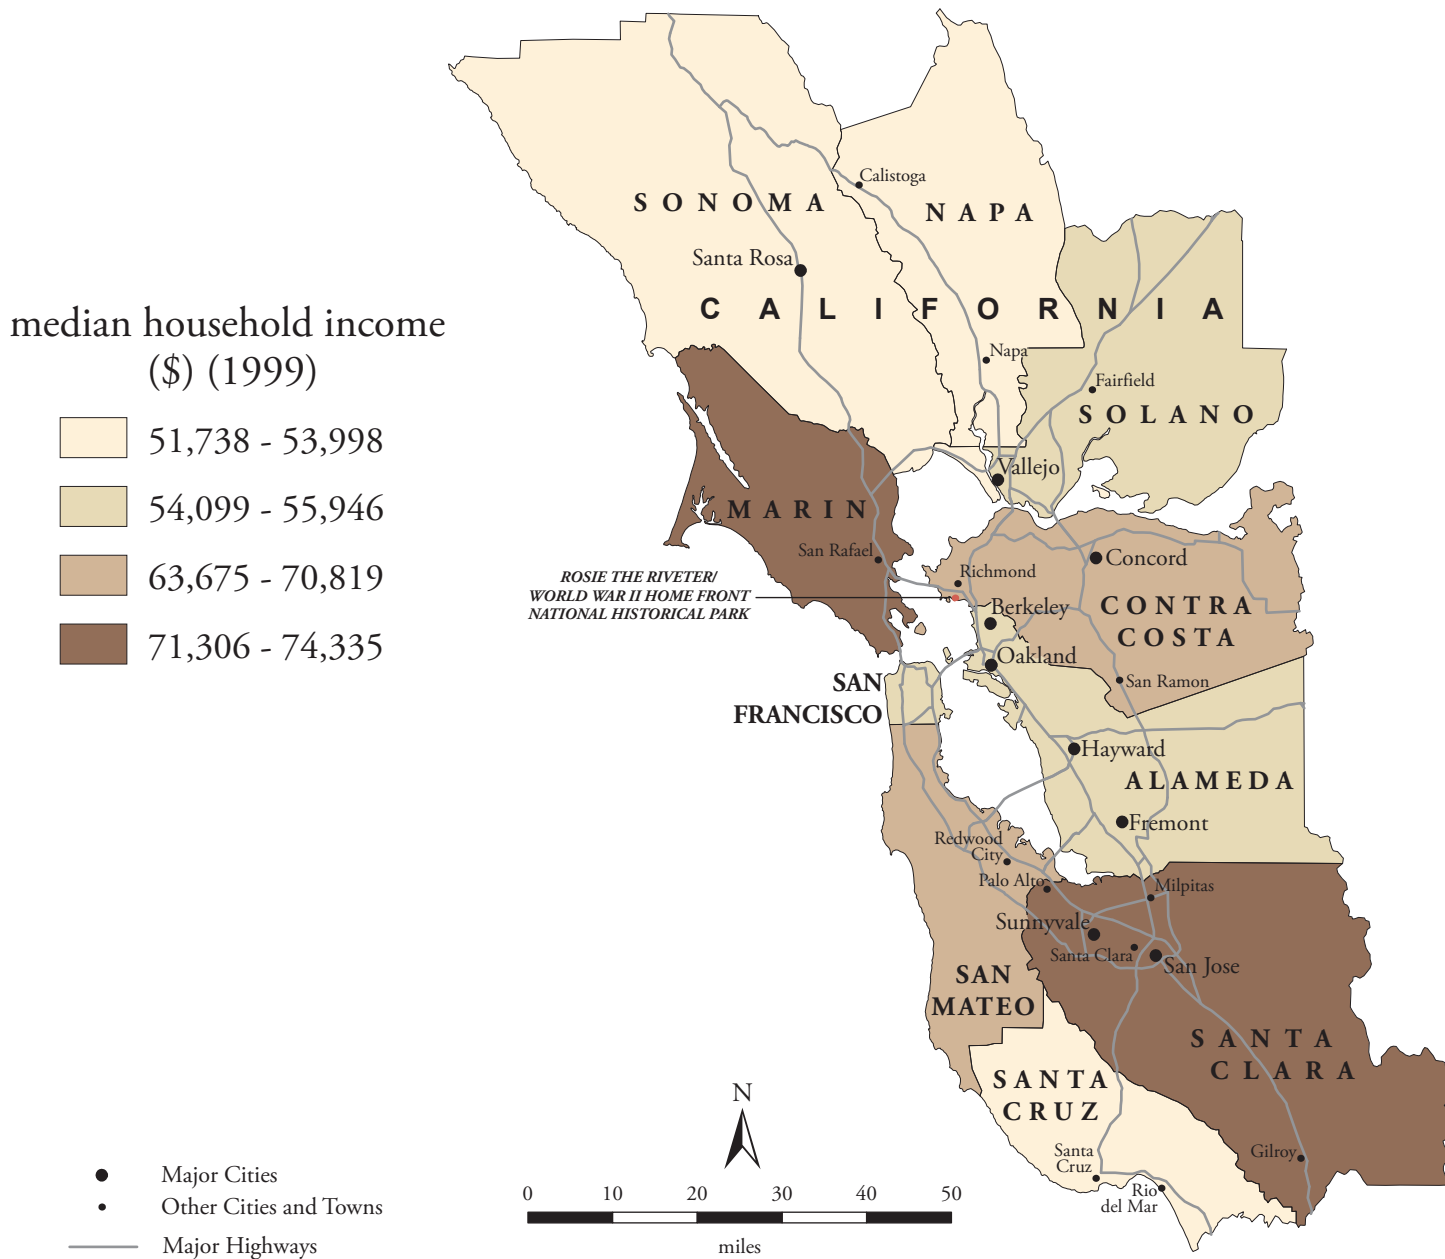 median household income
($) (1999)
51,738 - 53,998
54,099 - 55,946
63,675 - 70,819
71,306 - 74,335
SONOMA
Calistoga
NAPA
Santa Rosa
CALIFORNIA
Napa
Fairfield
SOLANO
Vallejo
MARIN
San Rafael
Concord
Richmond
ROSIE THE RIVETER/
WORLD WAR II HOME FRONT
NATIONAL HISTORICAL PARK
Berkeley
CONTRA
COSTA
Oakland
San Ramon
SAN
FRANCISCO
Hayward
ALAMEDA
Fremont
Redwood
City
Palo Alto
Milpitas
Sunnyvale
Santa Clara
San Jose
SAN
MATEO
SANTA
CLARA
SANTA
CRUZ
Santa
Cruz
Rio
del Mar
Gilroy
N
0 10 20 30 40 50
miles
Major Cities
Other Cities and Towns
Major Highways